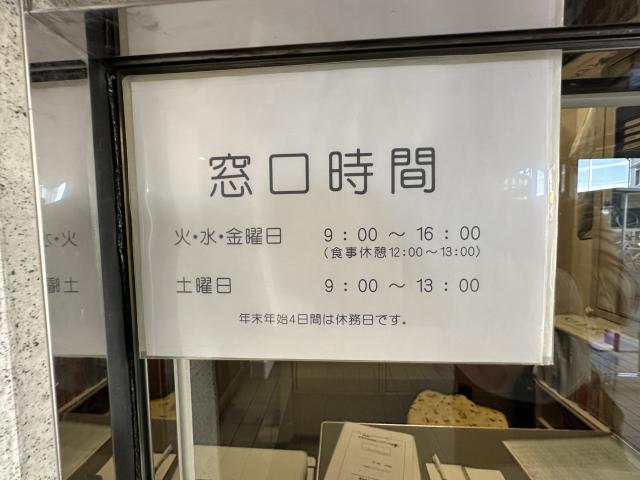 窓口時間
火・水・金曜日 9：00 ～ 16：00
（食事休憩12：00～13：00）
土曜日 9：00 ～ 13：00
年末年始4日間は休務日です。